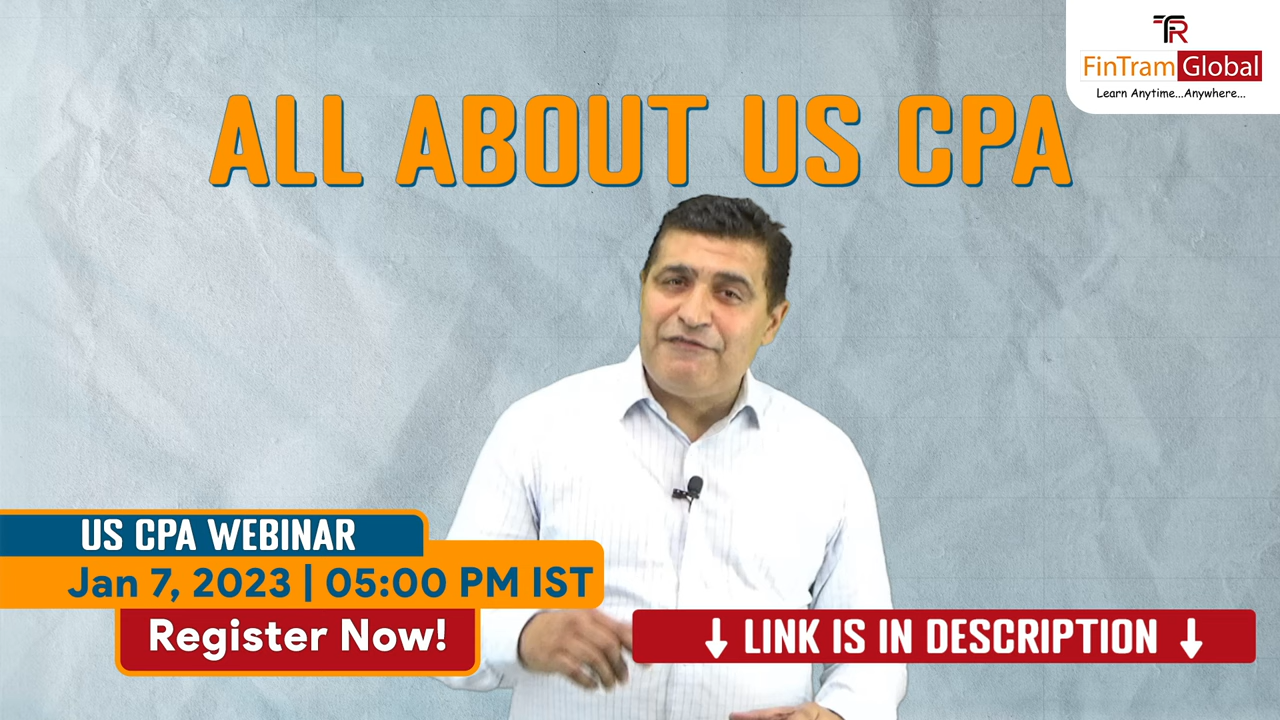 TFR
FinTram Global
Learn Anytime...Anywhere...
ALL ABOUT US CPA
US CPA WEBINAR
Jan 7, 2023 | 05:00 PM IST
Register Now!
↓ LINK IS IN DESCRIPTION ↓